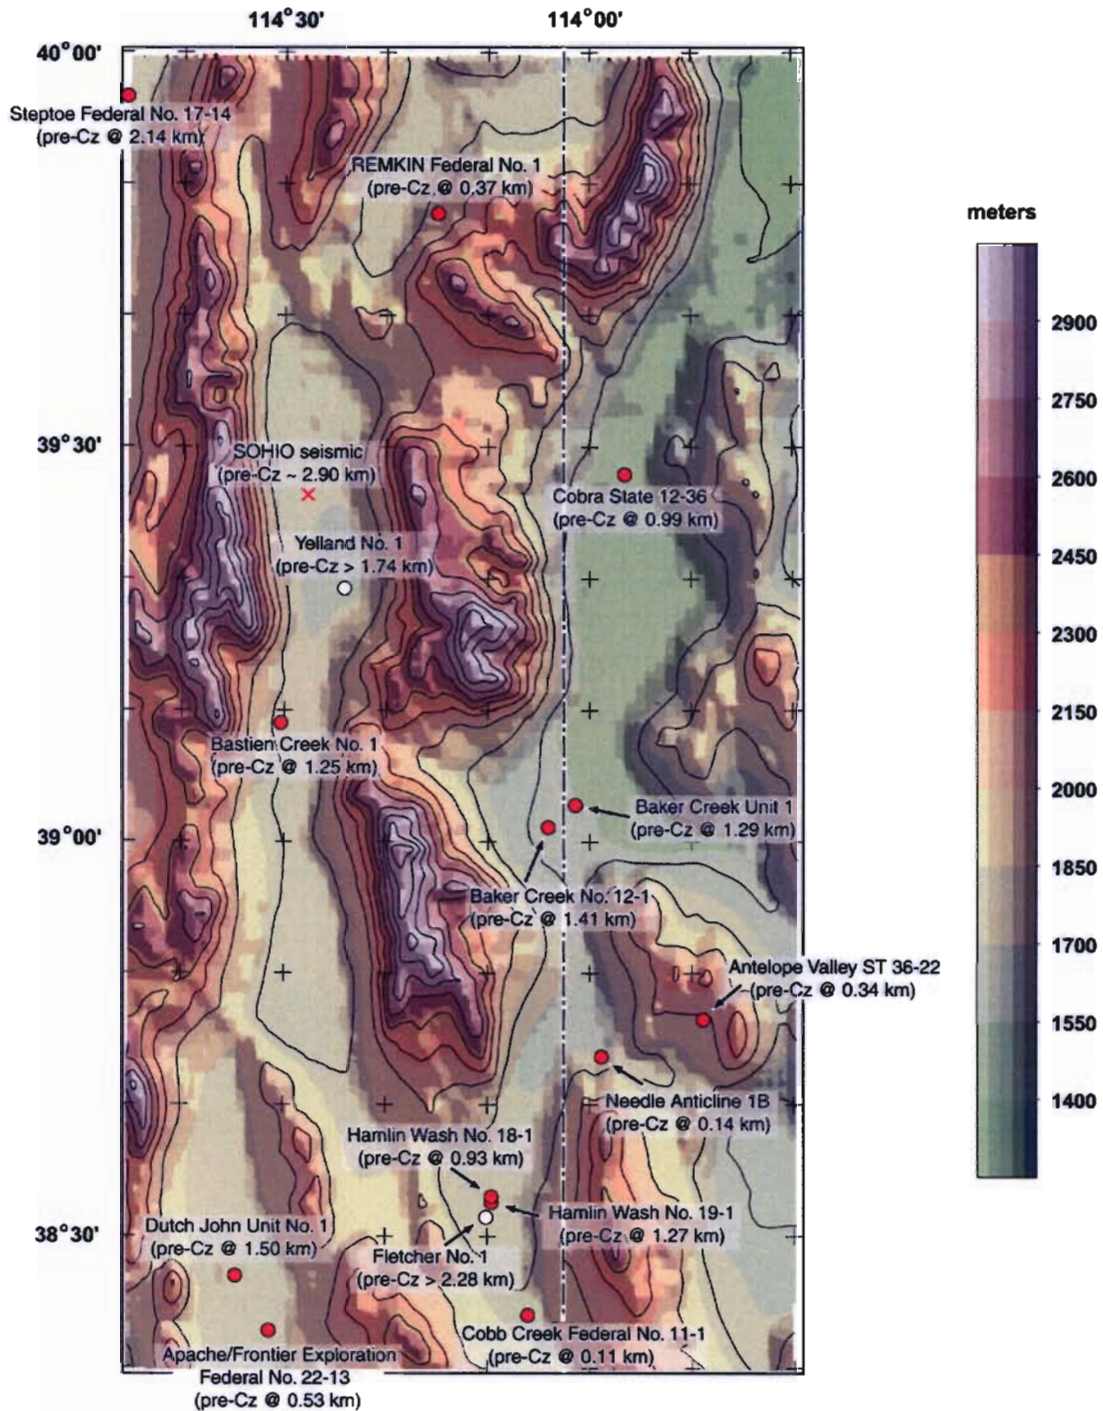 114°30' 114°00'
40°00'
Steptoe Federal No. 17-14
(pre-Cz @ 2.14 km)
REMKIN Federal No. 1
(pre-Cz @ 0.37 km)
meters
2900
2750
2600
2450
2300
2150
2000
1850
1700
1550
1400
39°30'
SOHIO seismic
(pre-Cz ~ 2.90 km)
Cobra State 12-36
(pre-Cz @ 0.99 km)
Yelland No. 1
(pre-Cz > 1.74 km)
Bastien Creek No. 1
(pre-Cz @ 1.25 km)
Baker Creek Unit 1
(pre-Cz @ 1.29 km)
39°00'
Baker Creek No. 12-1
(pre-Cz @ 1.41 km)
Antelope Valley ST 36-22
(pre-Cz @ 0.34 km)
Needle Anticline 1B
(pre-Cz @ 0.14 km)
Hamlin Wash No. 18-1
(pre-Cz @ 0.93 km)
Hamlin Wash No. 19-1
(pre-Cz @ 1.27 km)
38°30'
Dutch John Unit No. 1
(pre-Cz @ 1.50 km)
Fletcher No. 1
(pre-Cz > 2.28 km)
Cobb Creek Federal No. 11-1
(pre-Cz @ 0.11 km)
Apache/Frontier Exploration
Federal No. 22-13
(pre-Cz @ 0.53 km)